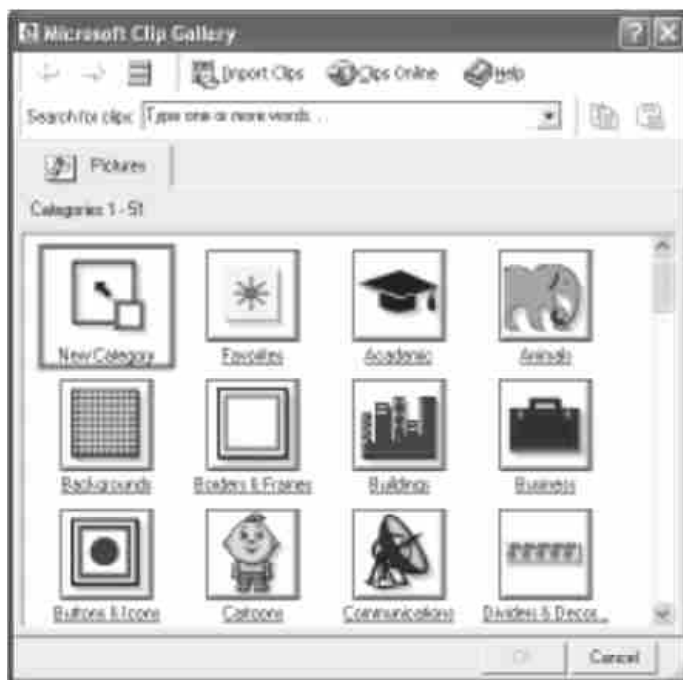 Microsoft Clip Gallery
Import Clips Clips Online Help
Search for clips: Type one or more words...
Pictures
Categories 1 - 51
New Category Favorites Academic Animals
Backgrounds Borders & Frames Buildings Business
Buttons & Icons Cartoons Communications Dividers & Decor...
OK Cancel